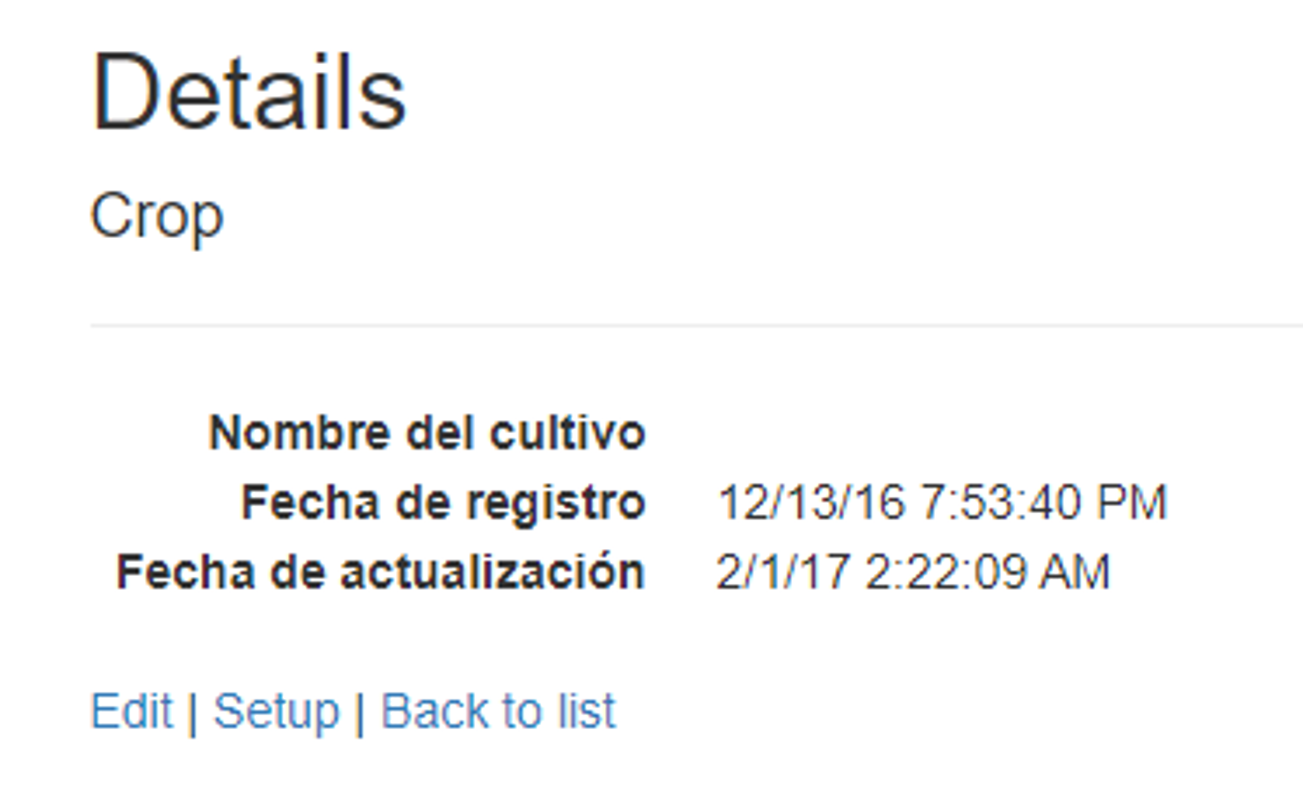 Details
Crop
Nombre del cultivo
Fecha de registro 12/13/16 7:53:40 PM
Fecha de actualización 2/1/17 2:22:09 AM
Edit | Setup | Back to list